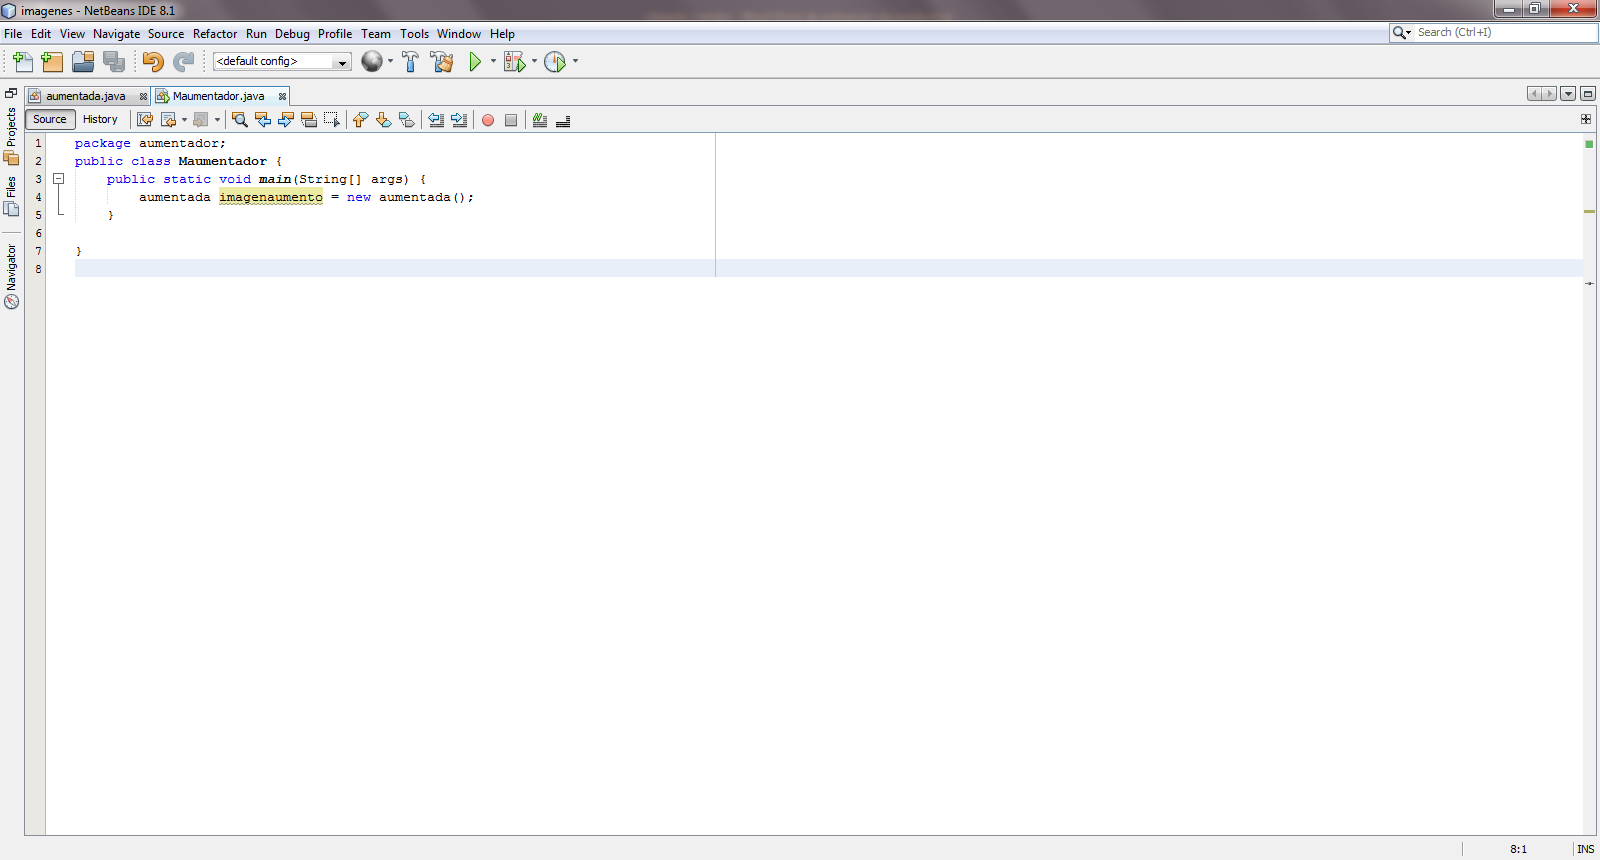 imagenes - NetBeans IDE 8.1
File Edit View Navigate Source Refactor Run Debug Profile Team Tools Window Help
Search (Ctrl+I)
<default config>
aumentada.java Maumentador.java
Source History
Projects
Files
Navigator
1 package aumentador;
2 public class Maumentador {
3     public static void main(String[] args) {
4         aumentada imagenaumento = new aumentada();
5     }
6
7 }
8
8:1 INS